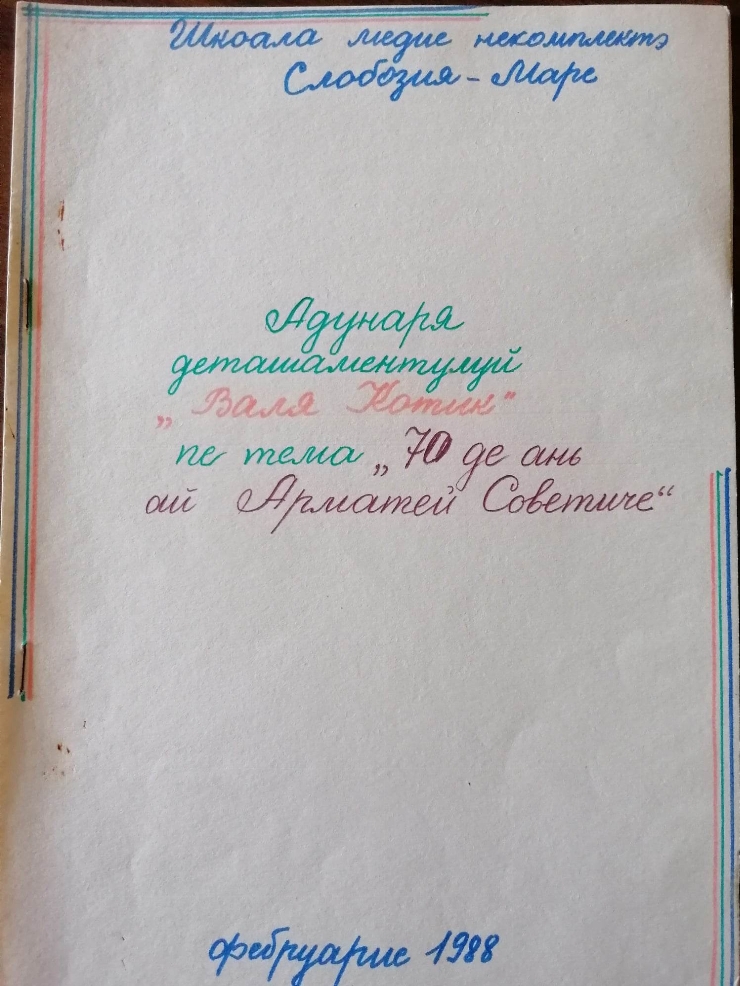 Шкоала медие некомплектэ
Слобозия – Маре
Адунаря
деташаментулуй
„Валя Котик"
пе тема „70 де ань
ай Арматей Советиче“
фебруарие 1988